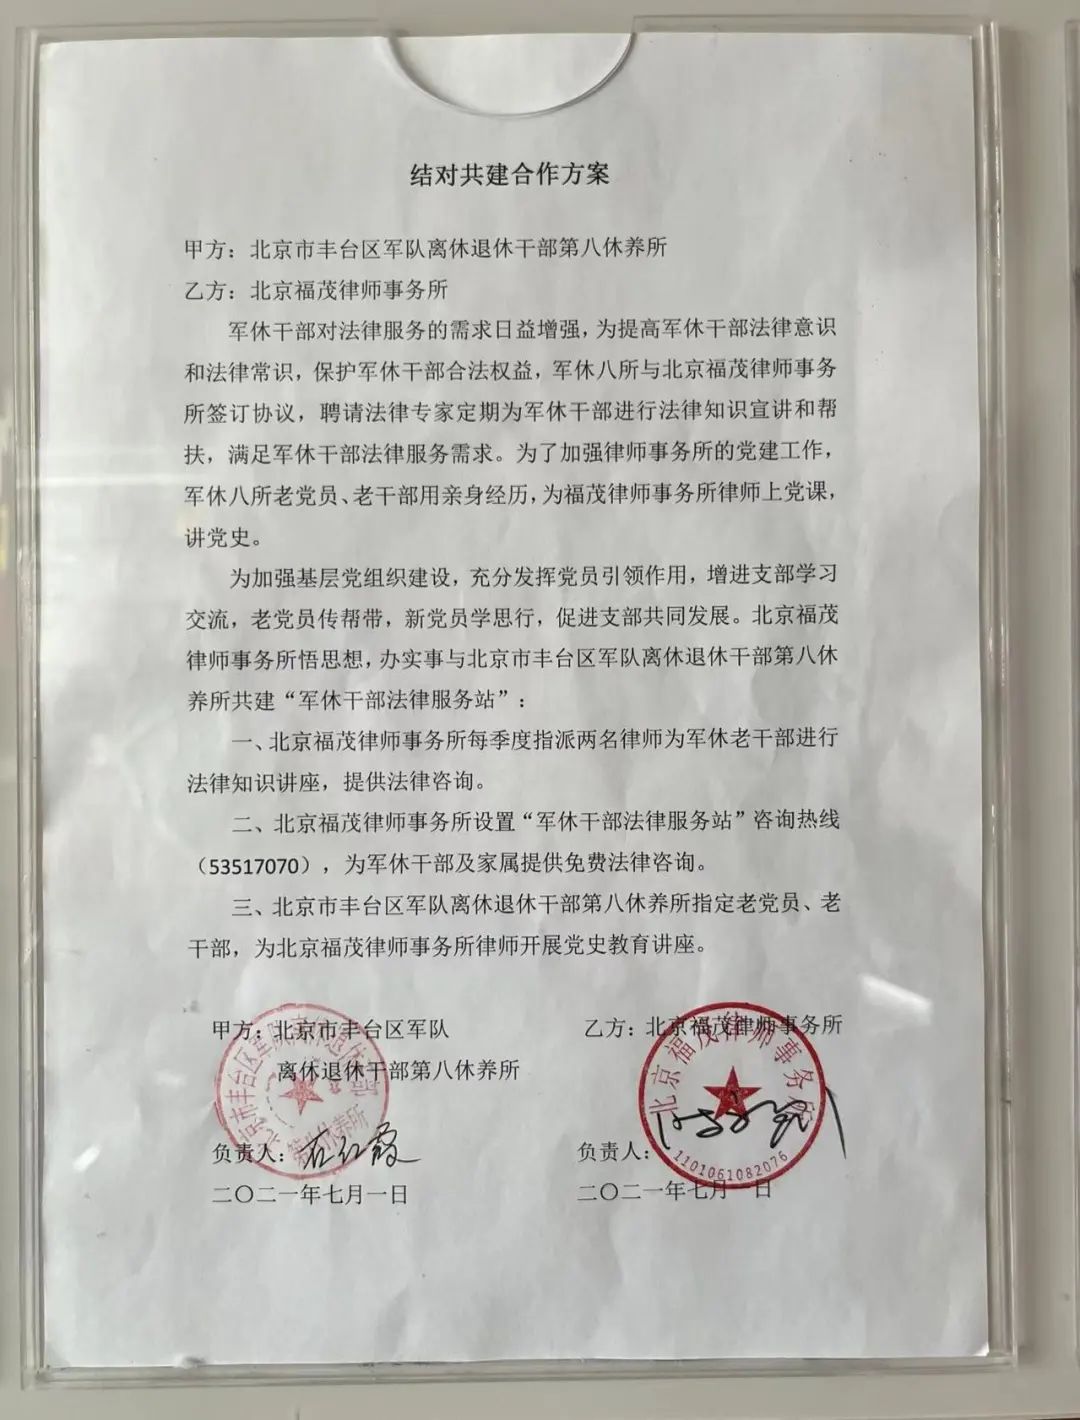 结对共建合作方案
甲方：北京市丰台区军队离休退休干部第八休养所
乙方：北京福茂律师事务所
军休干部对法律服务的需求日益增强，为提高军休干部法律意识
和法律常识，保护军休干部合法权益，军休八所与北京福茂律师事务
所签订协议，聘请法律专家定期为军休干部进行法律知识宣讲和帮
扶，满足军休干部法律服务需求。为了加强律师事务所的党建工作，
军休八所老党员、老干部用亲身经历，为福茂律师事务所律师上党课，
讲党史。
为加强基层党组织建设，充分发挥党员引领作用，增进支部学习
交流，老党员传帮带，新党员学思行，促进支部共同发展。北京福茂
律师事务所悟思想，办实事与北京市丰台区军队离休退休干部第八休
养所共建“军休干部法律服务站”：
一、北京福茂律师事务所每季度指派两名律师为军休老干部进行
法律知识讲座，提供法律咨询。
二、北京福茂律师事务所设置“军休干部法律服务站”咨询热线
（53517070），为军休干部及家属提供免费法律咨询。
三、北京市丰台区军队离休退休干部第八休养所指定老党员、老
干部，为北京福茂律师事务所律师开展党史教育讲座。
甲方：北京市丰台区军队
离休退休干部第八休养所
负责人：
二〇二一年七月一日
乙方：北京福茂律师事务所
北京福茂律师事务所
1101061082076
负责人：
二〇二一年七月一日